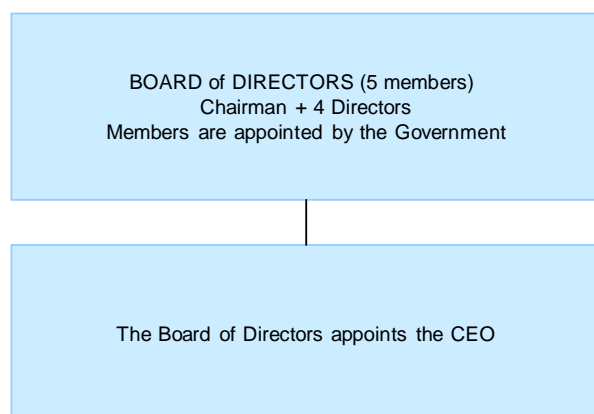 BOARD of DIRECTORS (5 members)
Chairman + 4 Directors
Members are appointed by the Government
The Board of Directors appoints the CEO